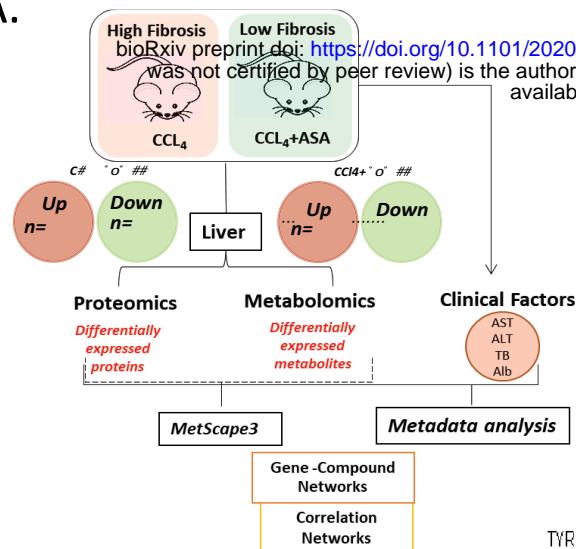 A.
High Fibrosis
Low Fibrosis
bioRxiv preprint doi: https://doi.org/10.1101/2020
was not certified by peer review) is the author
availab
CCL4
CCL4+ASA
C# ° o° ##
CCl4+ ° o° ##
Up
n=
Down
n=
Liver
...Up
n=
.......
Down
Proteomics
Metabolomics
Clinical Factors
Differentially
expressed
proteins
Differentially
expressed
metabolites
AST
ALT
TB
Alb
MetScape3
Metadata analysis
Gene -Compound
Networks
Correlation
Networks
TYR